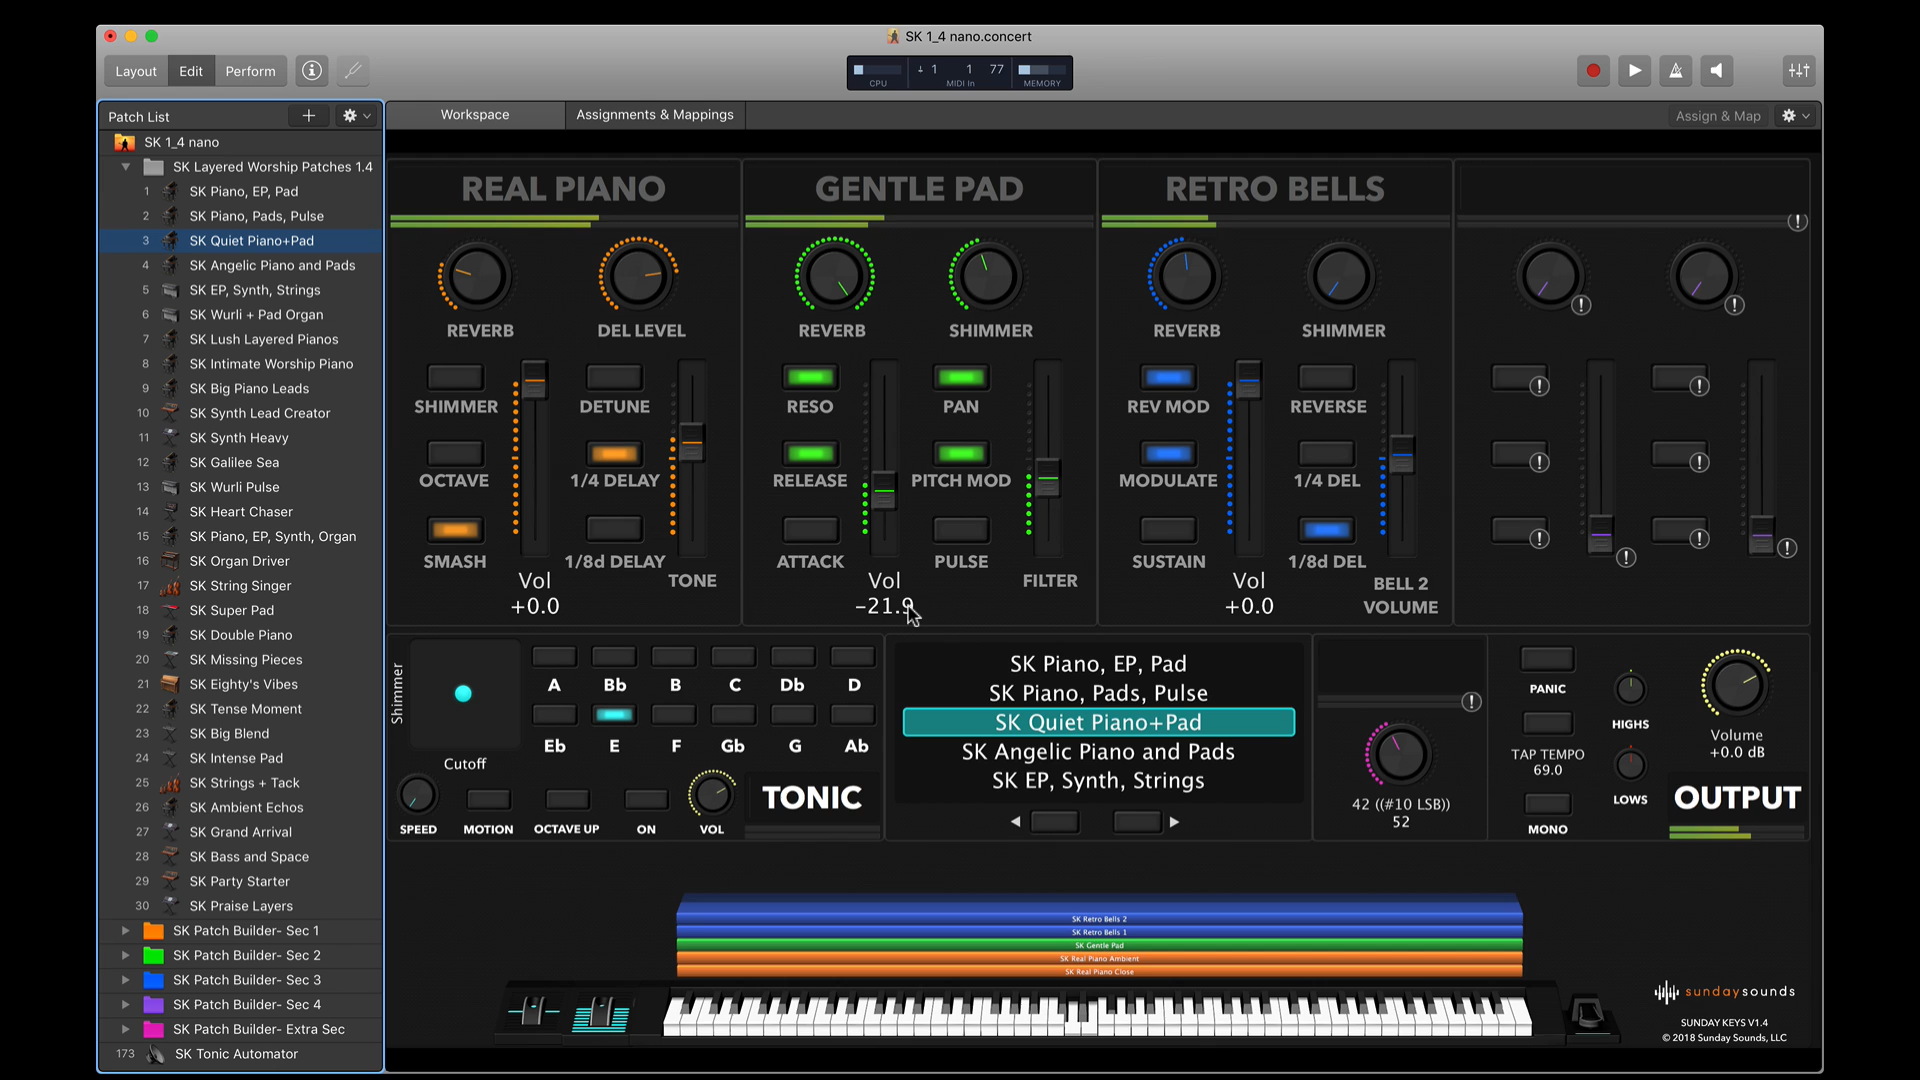 SK 1_4 nano.concert
Layout Edit Perform
1 1 77
CPU MIDI In MEMORY
Patch List
Workspace Assignments & Mappings Assign & Map
SK 1_4 nano
SK Layered Worship Patches 1.4
1 SK Piano, EP, Pad
2 SK Piano, Pads, Pulse
3 SK Quiet Piano+Pad
4 SK Angelic Piano and Pads
5 SK EP, Synth, Strings
6 SK Wurli + Pad Organ
7 SK Lush Layered Pianos
8 SK Intimate Worship Piano
9 SK Big Piano Leads
10 SK Synth Lead Creator
11 SK Synth Heavy
12 SK Galilee Sea
13 SK Wurli Pulse
14 SK Heart Chaser
15 SK Piano, EP, Synth, Organ
16 SK Organ Driver
17 SK String Singer
18 SK Super Pad
19 SK Double Piano
20 SK Missing Pieces
21 SK Eighty's Vibes
22 SK Tense Moment
23 SK Big Blend
24 SK Intense Pad
25 SK Strings + Tack
26 SK Ambient Echos
27 SK Grand Arrival
28 SK Bass and Space
29 SK Party Starter
30 SK Praise Layers
SK Patch Builder- Sec 1
SK Patch Builder- Sec 2
SK Patch Builder- Sec 3
SK Patch Builder- Sec 4
SK Patch Builder- Extra Sec
173 SK Tonic Automator
REAL PIANO
REVERB DEL LEVEL
SHIMMER DETUNE
OCTAVE 1/4 DELAY
SMASH 1/8d DELAY TONE
Vol
+0.0
GENTLE PAD
REVERB SHIMMER
RESO PAN
RELEASE PITCH MOD
ATTACK PULSE FILTER
Vol
-21.9
RETRO BELLS
REVERB SHIMMER
REV MOD REVERSE
MODULATE 1/4 DEL
SUSTAIN 1/8d DEL
Vol
+0.0
BELL 2
VOLUME
! ! !
! !
! !
! !
! !
Shimmer
Cutoff
A Bb B C Db D
Eb E F Gb G Ab
SPEED MOTION OCTAVE UP ON VOL
TONIC
SK Piano, EP, Pad
SK Piano, Pads, Pulse
SK Quiet Piano+Pad
SK Angelic Piano and Pads
SK EP, Synth, Strings
!
42 ((#10 LSB))
52
PANIC
TAP TEMPO
69.0
MONO
HIGHS
LOWS
Volume
+0.0 dB
OUTPUT
SK Retro Bells 2
SK Retro Bells 1
SK Gentle Pad
SK Real Piano Ambient
SK Real Piano Close
sundaysounds
SUNDAY KEYS V1.4
© 2018 Sunday Sounds, LLC